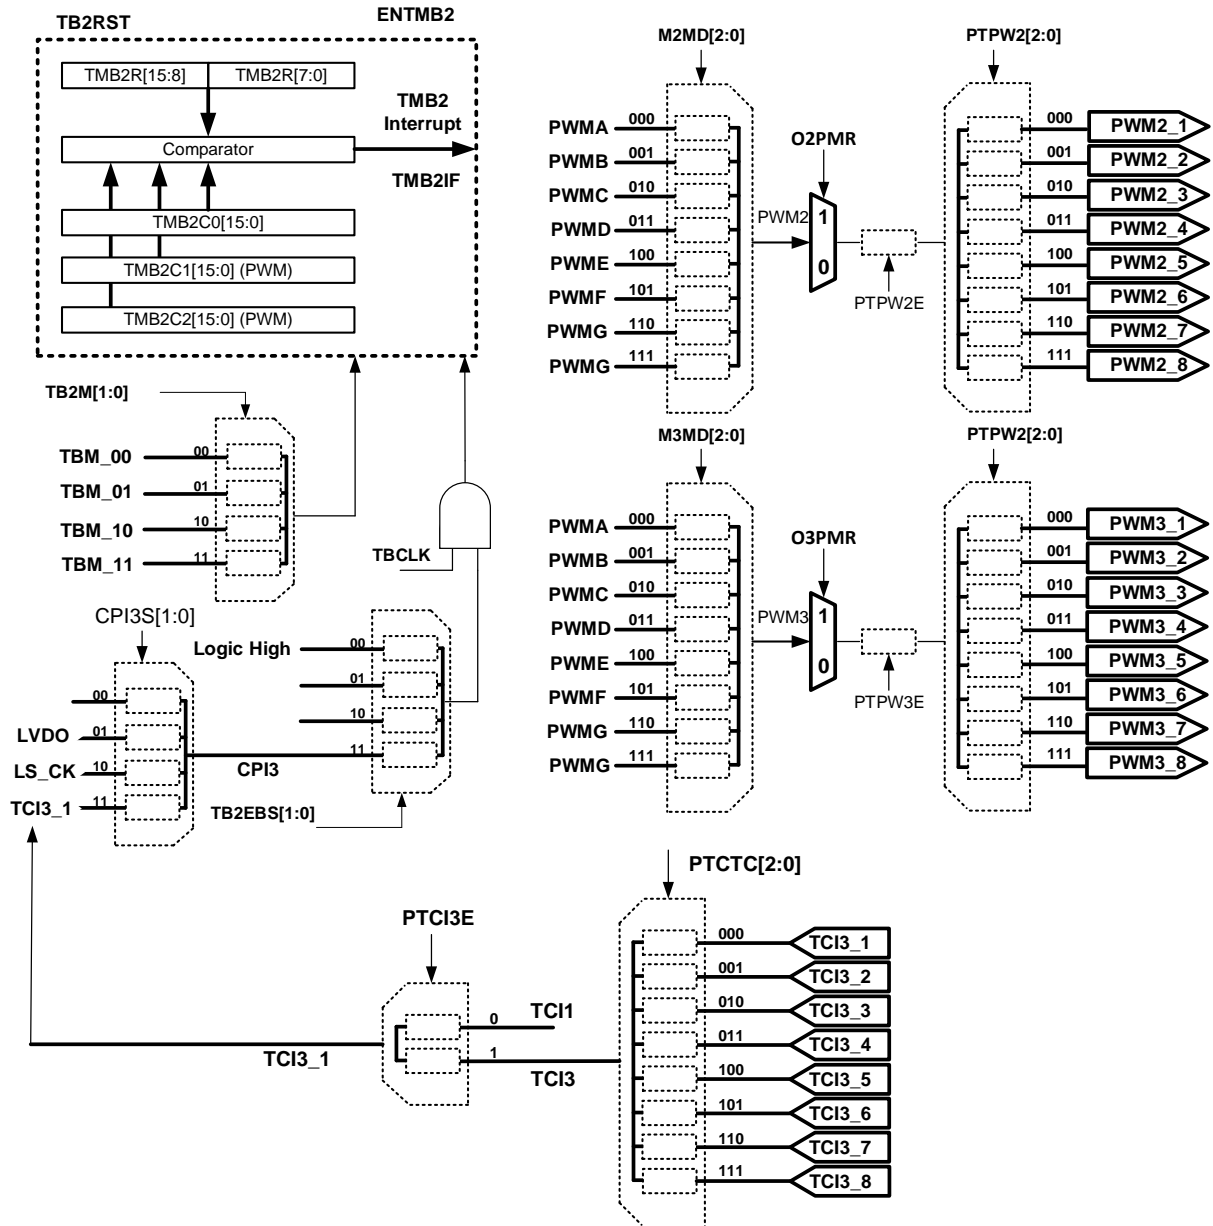 TB2RST
ENTMB2
TMB2R[15:8]
TMB2R[7:0]
TMB2
Interrupt
Comparator
TMB2IF
TMB2C0[15:0]
TMB2C1[15:0] (PWM)
TMB2C2[15:0] (PWM)
TB2M[1:0]
TBM_00
00
TBM_01
01
TBM_10
10
TBM_11
11
TBCLK
CPI3S[1:0]
00
LVDO
01
LS_CK
10
TCI3_1
11
CPI3
Logic High
00
01
10
11
TB2EBS[1:0]
M2MD[2:0]
PWMA
000
PWMB
001
PWMC
010
PWMD
011
PWME
100
PWMF
101
PWMG
110
PWMG
111
PWM2
O2PMR
1
0
PTPW2E
PTPW2[2:0]
000
PWM2_1
001
PWM2_2
010
PWM2_3
011
PWM2_4
100
PWM2_5
101
PWM2_6
110
PWM2_7
111
PWM2_8
M3MD[2:0]
PWMA
000
PWMB
001
PWMC
010
PWMD
011
PWME
100
PWMF
101
PWMG
110
PWMG
111
PWM3
O3PMR
1
0
PTPW3E
PTPW2[2:0]
000
PWM3_1
001
PWM3_2
010
PWM3_3
011
PWM3_4
100
PWM3_5
101
PWM3_6
110
PWM3_7
111
PWM3_8
PTCI3E
TCI3_1
0
TCI1
1
TCI3
PTCTC[2:0]
000
TCI3_1
001
TCI3_2
010
TCI3_3
011
TCI3_4
100
TCI3_5
101
TCI3_6
110
TCI3_7
111
TCI3_8